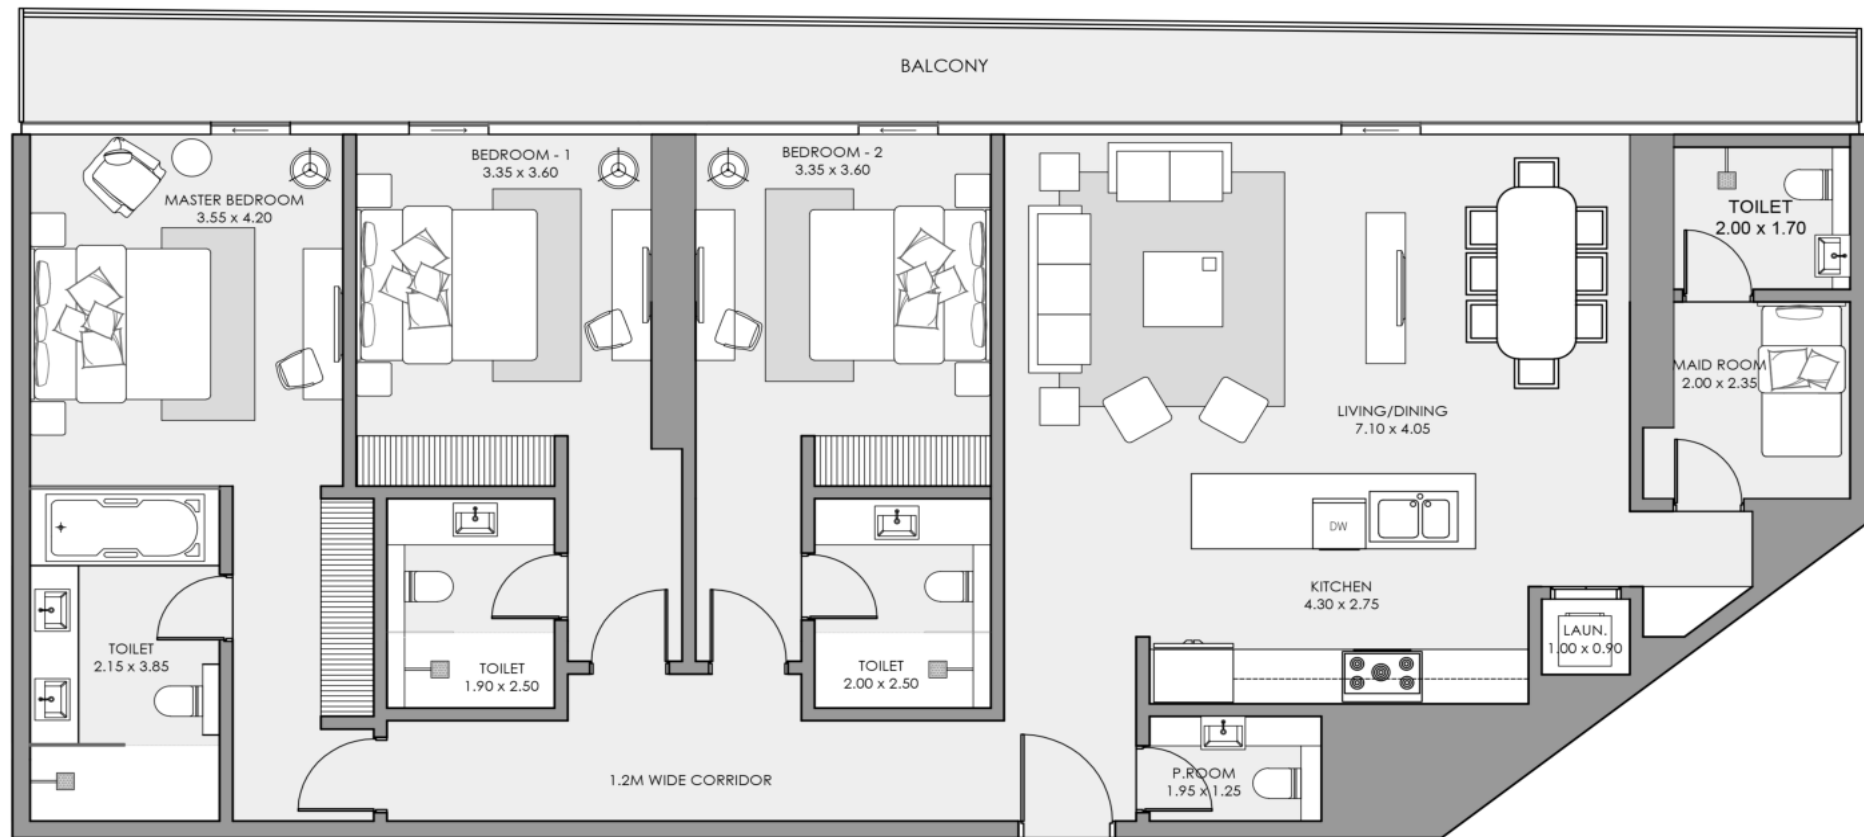 BALCONY
BEDROOM - 1
3.35 x 3.60
BEDROOM - 2
3.35 x 3.60
MASTER BEDROOM
3.55 x 4.20
TOILET
2.00 x 1.70
MAID ROOM
2.00 x 2.35
LIVING/DINING
7.10 x 4.05
DW
KITCHEN
4.30 x 2.75
LAUN.
1.00 x 0.90
TOILET
2.15 x 3.85
TOILET
1.90 x 2.50
TOILET
2.00 x 2.50
1.2M WIDE CORRIDOR
P.ROOM
1.95 x 1.25